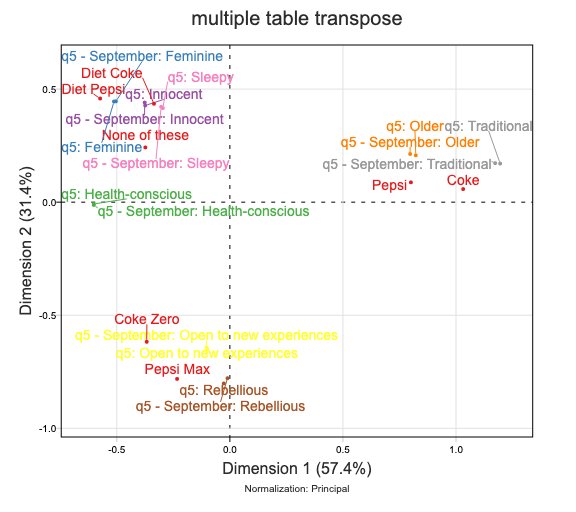 multiple table transpose
q5 - September: Feminine
Diet Coke
q5: Sleepy
Diet Pepsi
q5: Innocent
q5 - September: Innocent
None of these
q5: Feminine
q5 - September: Sleepy
q5: Older
q5: Traditional
q5 - September: Older
q5 - September: Traditional
Pepsi
Coke
q5: Health-conscious
q5 - September: Health-conscious
Coke Zero
q5 - September: Open to new experiences
q5: Open to new experiences
Pepsi Max
q5: Rebellious
q5 - September: Rebellious
0.5
0.0
-0.5
-1.0
Dimension 2 (31.4%)
-0.5
0.0
0.5
1.0
Dimension 1 (57.4%)
Normalization: Principal